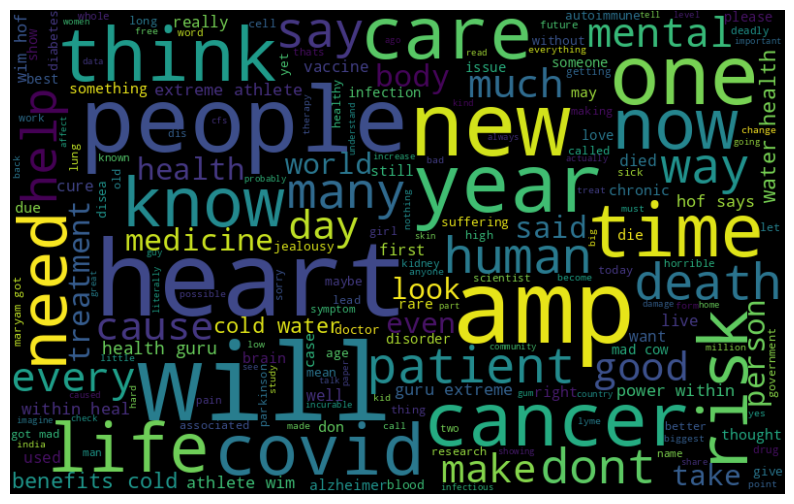 wim hof
diabetes
whole
show
best
women
free
thats
long
word
really
cell
yet
say
ago
read
care
tell
future
without
level
everything
autoimmune
mental
please
deadly
important
think
data
something
extreme athlete
vaccine
body
infection
issue
much
someone
getting
may
one
help
work
affect
lung
people
therapy
cfs
dis
healthy
understand
new
kind
always
making
love
now
change
going
water health
back
known
old
health
world
still
bad
actually
called
died
way
sick
cure
due
disea
know
many
increase
probably
nothing
year
treat
chronic
must
hof says
let
need
treatment
medicine
jealousy
day
girl
first
skin
high
said
suffering
big
die
time
maryam got
great
guy
literally
possible
sorry
heart
maybe
lead
symptom
kidney
anyone
part
look
rare
human
scientist
become
today
horrible
death
damage
form
home
cause
cold water
doctor
even
disorder
amp
want
live
person
health guru
little
caused
brain
low
see
study
case
age
mean
talk
paper
community
mad cow
million
government
risk
every
within heal
hard
pain
will
incurable
parkinson
well
kid
patient
guru extreme
thing
right
gum
country
good
power within
lyme
yes
imagine
check
got mad
india
used
man
life
associated
made
don
call
covid
two
research
infectious
showing
cancer
make
dont
better
biggest
name
share
thought
drug
take
give
point
benefits cold
athlete wim
alzheimer
blood